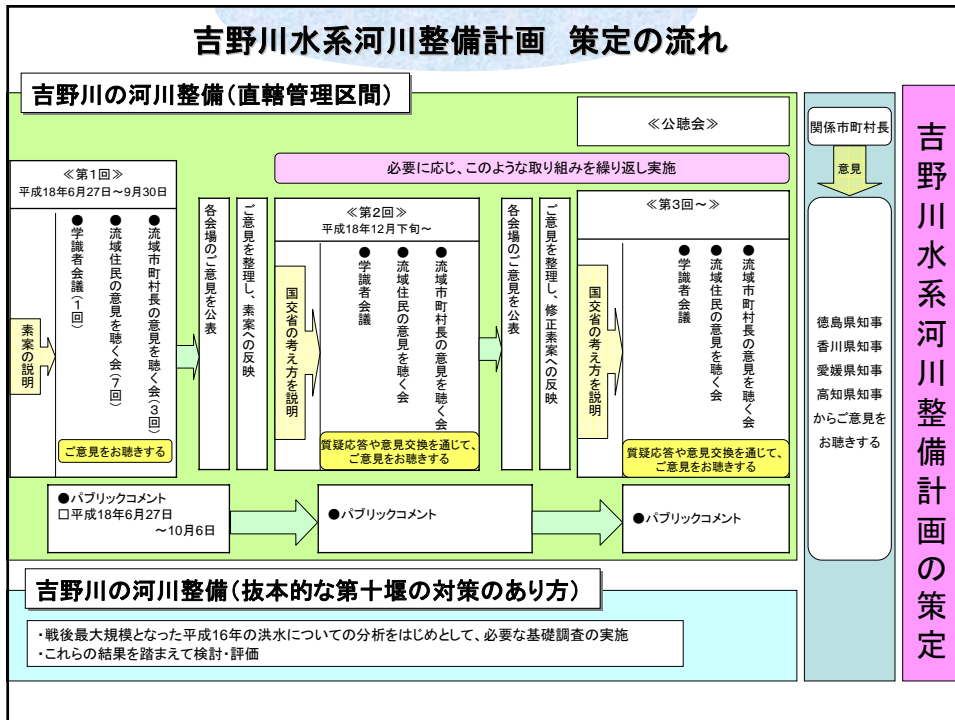 吉野川水系河川整備計画　策定の流れ
吉野川の河川整備(直轄管理区間)
≪公聴会≫
必要に応じ、このような取り組みを繰り返し実施
≪第1回≫
平成18年6月27日～9月30日
素案の説明
●学識者会議(1回)
●流域住民の意見を聴く会(7回)
●流域市町村長の意見を聴く会(3回)
ご意見をお聴きする
各会場のご意見を公表
ご意見を整理し、素案への反映
≪第2回≫
平成18年12月下旬～
国交省の考え方を説明
●学識者会議
●流域住民の意見を聴く会
●流域市町村長の意見を聴く会
質疑応答や意見交換を通じて、
ご意見をお聴きする
各会場のご意見を公表
ご意見を整理し、修正素案への反映
≪第3回～≫
国交省の考え方を説明
●学識者会議
●流域住民の意見を聴く会
●流域市町村長の意見を聴く会
質疑応答や意見交換を通じて、
ご意見をお聴きする
●パブリックコメント
□平成18年6月27日
～10月6日
●パブリックコメント
●パブリックコメント
吉野川の河川整備(抜本的な第十堰の対策のあり方)
・戦後最大規模となった平成16年の洪水についての分析をはじめとして、必要な基礎調査の実施
・これらの結果を踏まえて検討・評価
関係市町村長
意見
徳島県知事
香川県知事
愛媛県知事
高知県知事
からご意見を
お聴きする
吉野川水系河川整備計画の策定